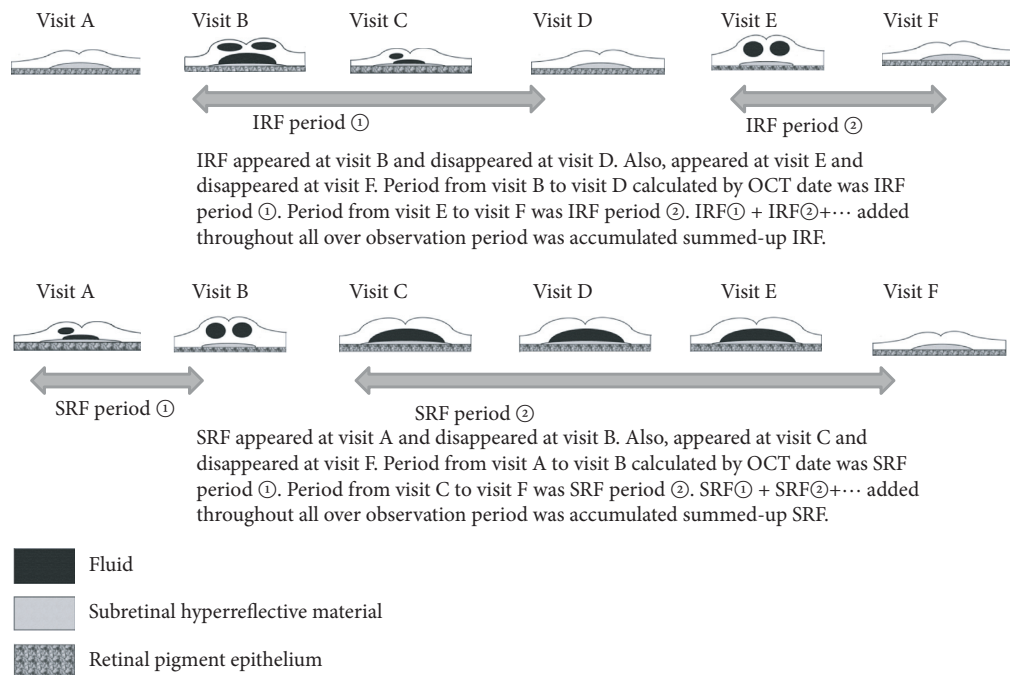 Visit A Visit B Visit C Visit D Visit E Visit F
IRF period ① IRF period ②
IRF appeared at visit B and disappeared at visit D. Also, appeared at visit E and
disappeared at visit F. Period from visit B to visit D calculated by OCT date was IRF
period ①. Period from visit E to visit F was IRF period ②. IRF① + IRF②+⋯ added
throughout all over observation period was accumulated summed-up IRF.
Visit A Visit B Visit C Visit D Visit E Visit F
SRF period ① SRF period ②
SRF appeared at visit A and disappeared at visit B. Also, appeared at visit C and
disappeared at visit F. Period from visit A to visit B calculated by OCT date was SRF
period ①. Period from visit C to visit F was SRF period ②. SRF① + SRF②+⋯ added
throughout all over observation period was accumulated summed-up SRF.
Fluid
Subretinal hyperreflective material
Retinal pigment epithelium